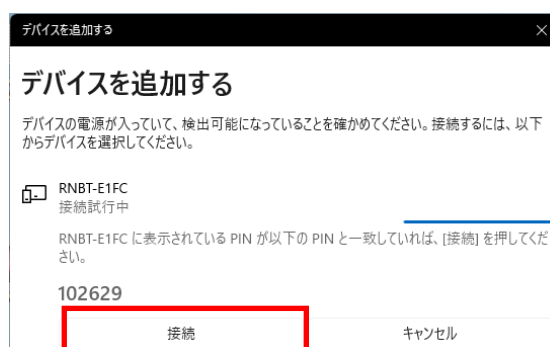 デバイスを追加する
デバイスを追加する
デバイスの電源が入っていて、検出可能になっていることを確かめてください。接続するには、以下
からデバイスを選択してください。
RNBT-E1FC
接続試行中
RNBT-E1FC に表示されている PIN が以下の PIN と一致していれば、[接続] を押してくだ
さい。
102629
接続
キャンセル